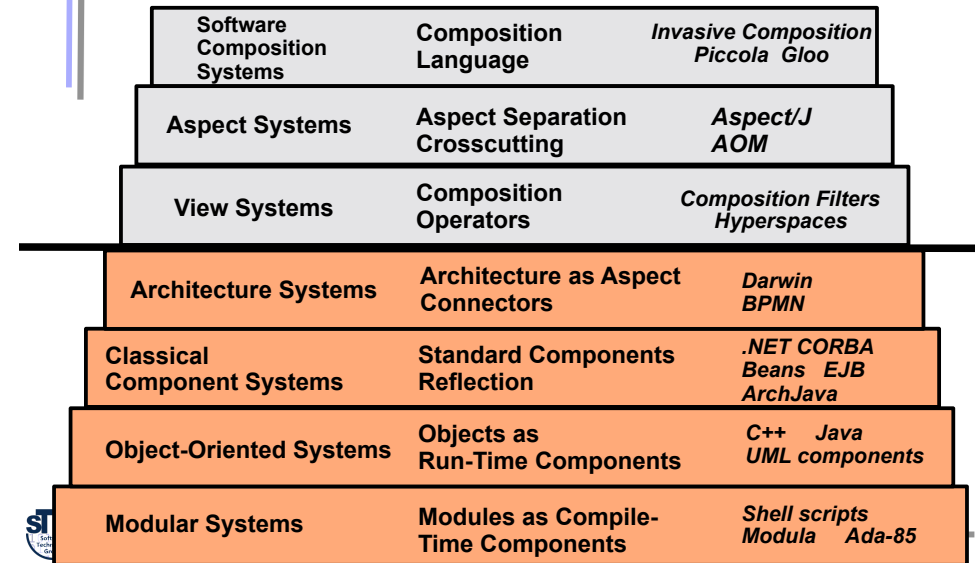 Software
Composition
Systems
Composition
Language
Invasive Composition
Piccola Gloo
Aspect Systems
Aspect Separation
Crosscutting
Aspect/J
AOM
View Systems
Composition
Operators
Composition Filters
Hyperspaces
Architecture Systems
Architecture as Aspect
Connectors
Darwin
BPMN
Classical
Component Systems
Standard Components
Reflection
.NET CORBA
Beans EJB
ArchJava
Object-Oriented Systems
Objects as
Run-Time Components
C++ Java
UML components
Modular Systems
Modules as Compile-
Time Components
Shell scripts
Modula Ada-85